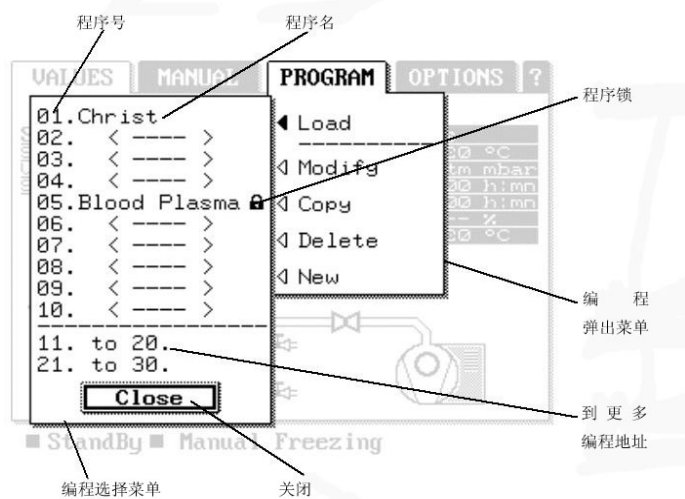 程序号
程序名
VALUES MANUAL PROGRAM OPTIONS ?
程序锁
01.Christ
02. < ---- >
03. < ---- >
04. < ---- >
05.Blood Plasma
06. < ---- >
07. < ---- >
08. < ---- >
09. < ---- >
10. < ---- >
11. to 20.
21. to 30.
Close
Load
Modify
Copy
Delete
New
°C
mbar
h:mn
h:mn
-- %
°C
编 程
弹出菜单
到 更 多
编程地址
■ StandBy ■ Manual Freezing
编程选择菜单
关闭